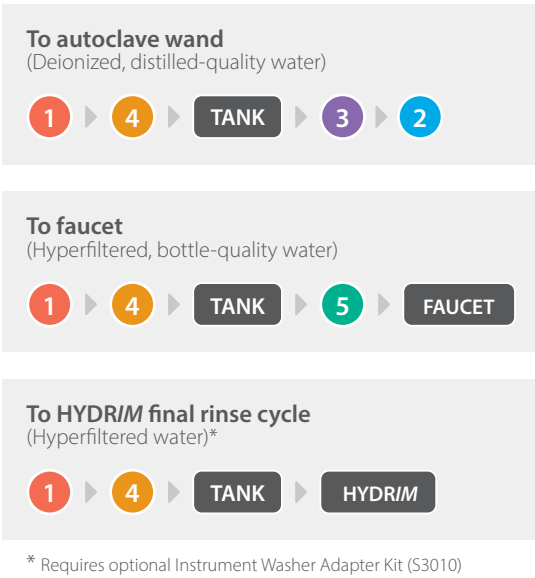 To autoclave wand
(Deionized, distilled-quality water)
1 4 TANK 3 2
To faucet
(Hyperfiltered, bottle-quality water)
1 4 TANK 5 FAUCET
To HYDRIM final rinse cycle
(Hyperfiltered water)*
1 4 TANK HYDRIM
* Requires optional Instrument Washer Adapter Kit (S3010)